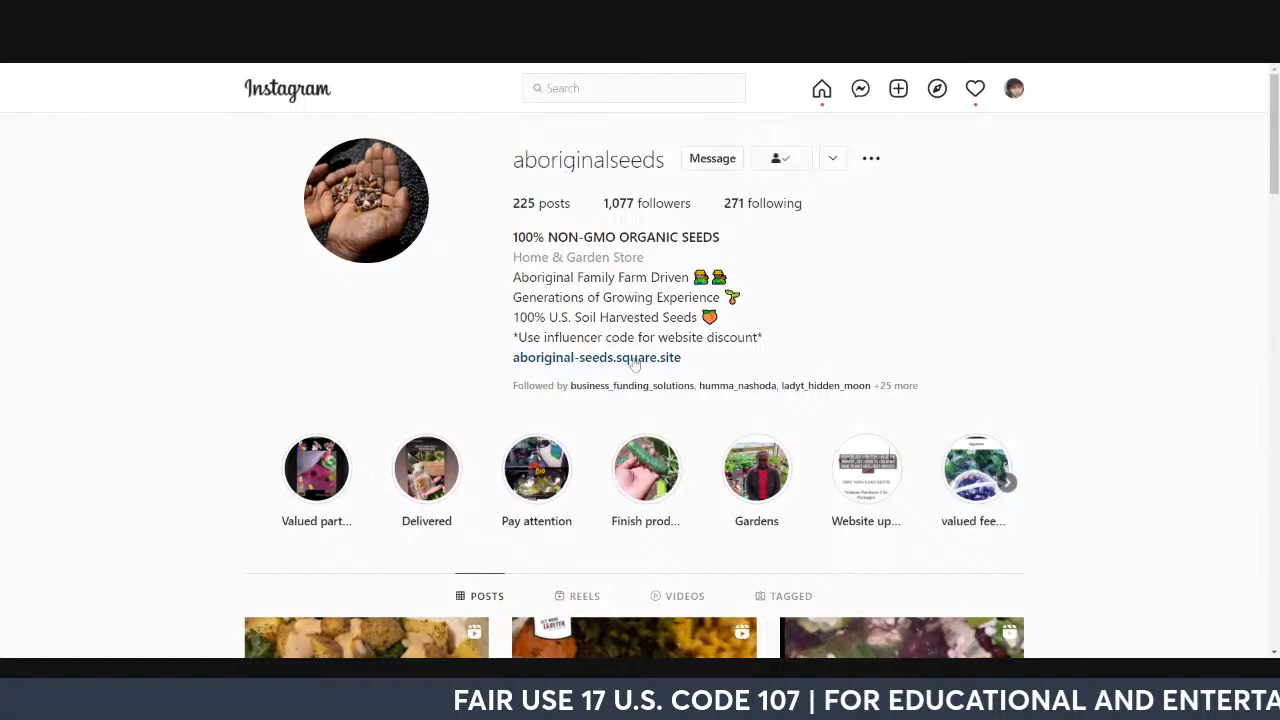 Instagram
Search
aboriginalseeds
Message
225 posts
1,077 followers
271 following
100% NON-GMO ORGANIC SEEDS
Home & Garden Store
Aboriginal Family Farm Driven
Generations of Growing Experience
100% U.S. Soil Harvested Seeds
*Use influencer code for website discount*
aboriginal-seeds.square.site
Followed by business_funding_solutions, humma_nashoda, ladyt_hidden_moon +25 more
Valued part...
Delivered
Pay attention
Finish prod...
Gardens
Website up...
valued fee...
POSTS
REELS
VIDEOS
TAGGED
FAIR USE 17 U.S. CODE 107 | FOR EDUCATIONAL AND ENTERTA